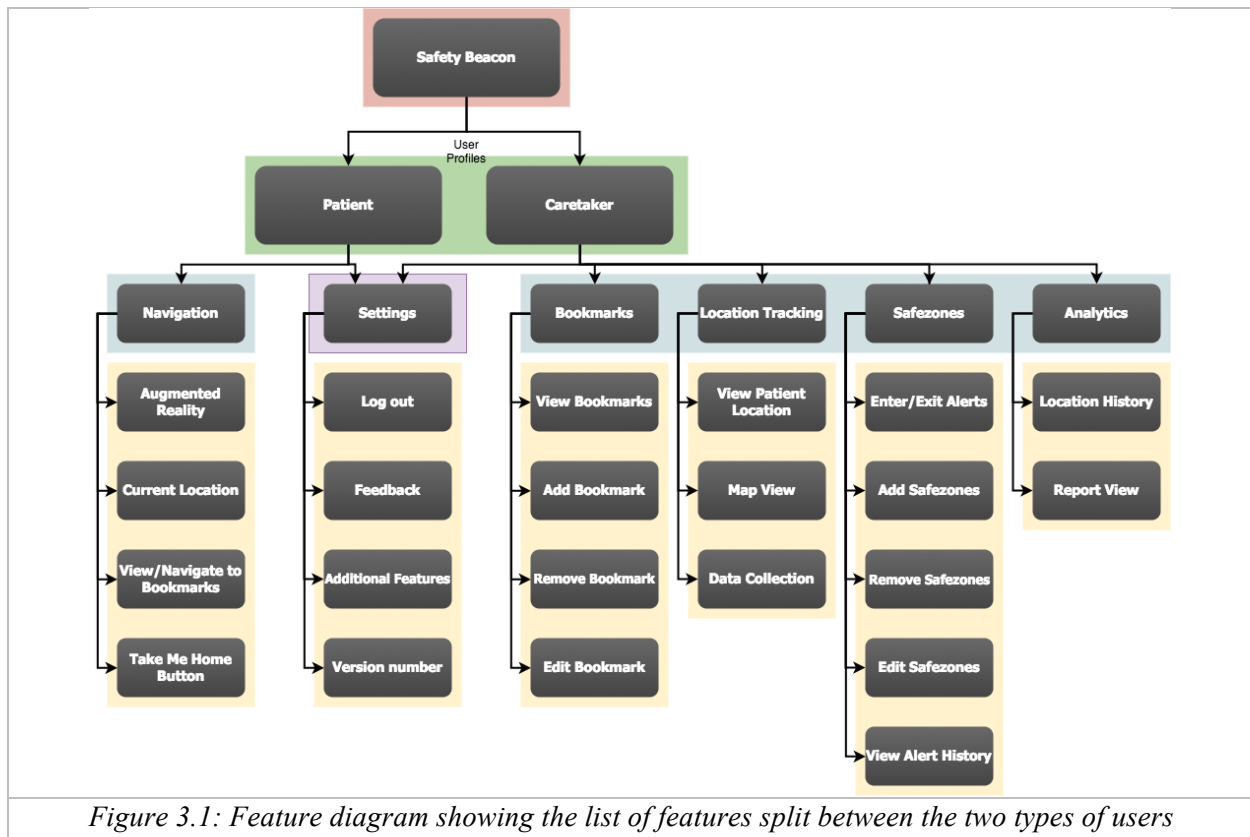 Safety Beacon
User
Profiles
Patient
Caretaker
Navigation
Settings
Bookmarks
Location Tracking
Safezones
Analytics
Augmented
Reality
Current Location
View/Navigate to
Bookmarks
Take Me Home
Button
Log out
Feedback
Additional Features
Version number
View Bookmarks
Add Bookmark
Remove Bookmark
Edit Bookmark
View Patient
Location
Map View
Data Collection
Enter/Exit Alerts
Add Safezones
Remove Safezones
Edit Safezones
View Alert History
Location History
Report View
Figure 3.1: Feature diagram showing the list of features split between the two types of users